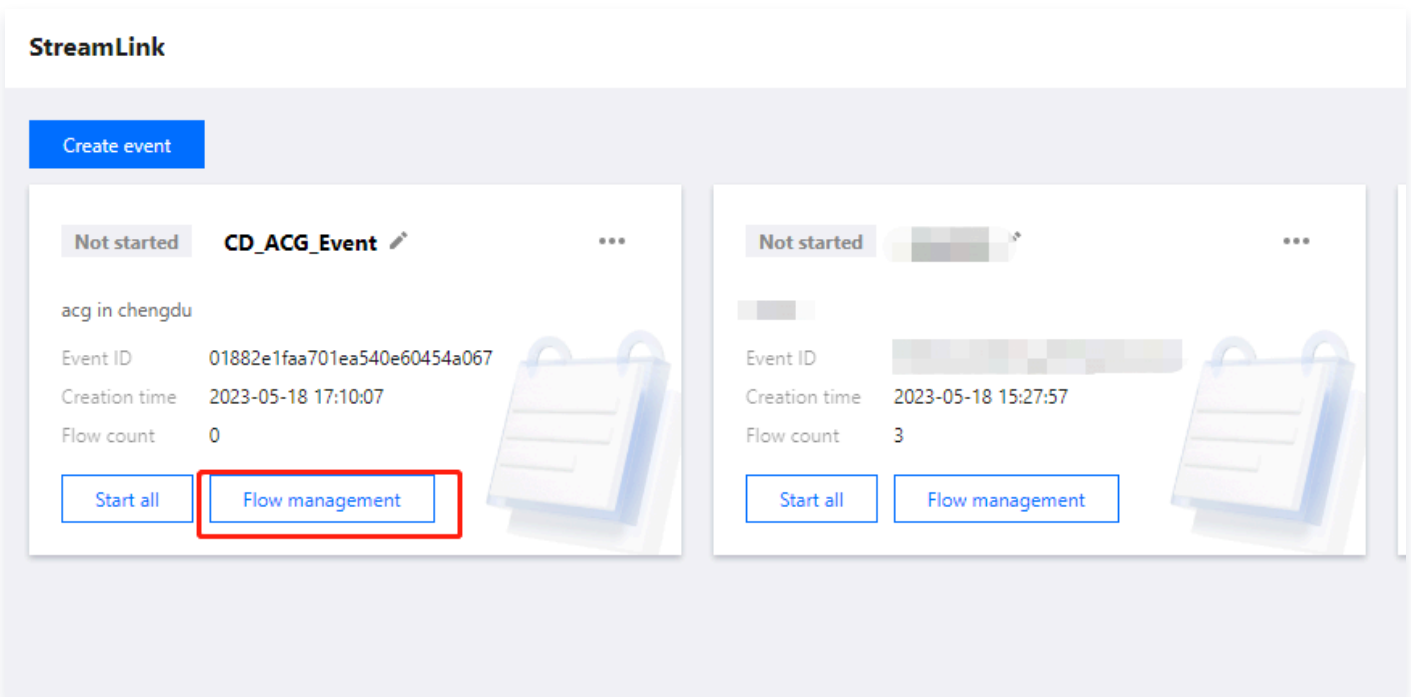 StreamLink
Create event
Not started CD_ACG_Event
acg in chengdu
Event ID 01882e1faa701ea540e60454a067
Creation time 2023-05-18 17:10:07
Flow count 0
Start all Flow management
Not started
Event ID
Creation time 2023-05-18 15:27:57
Flow count 3
Start all Flow management